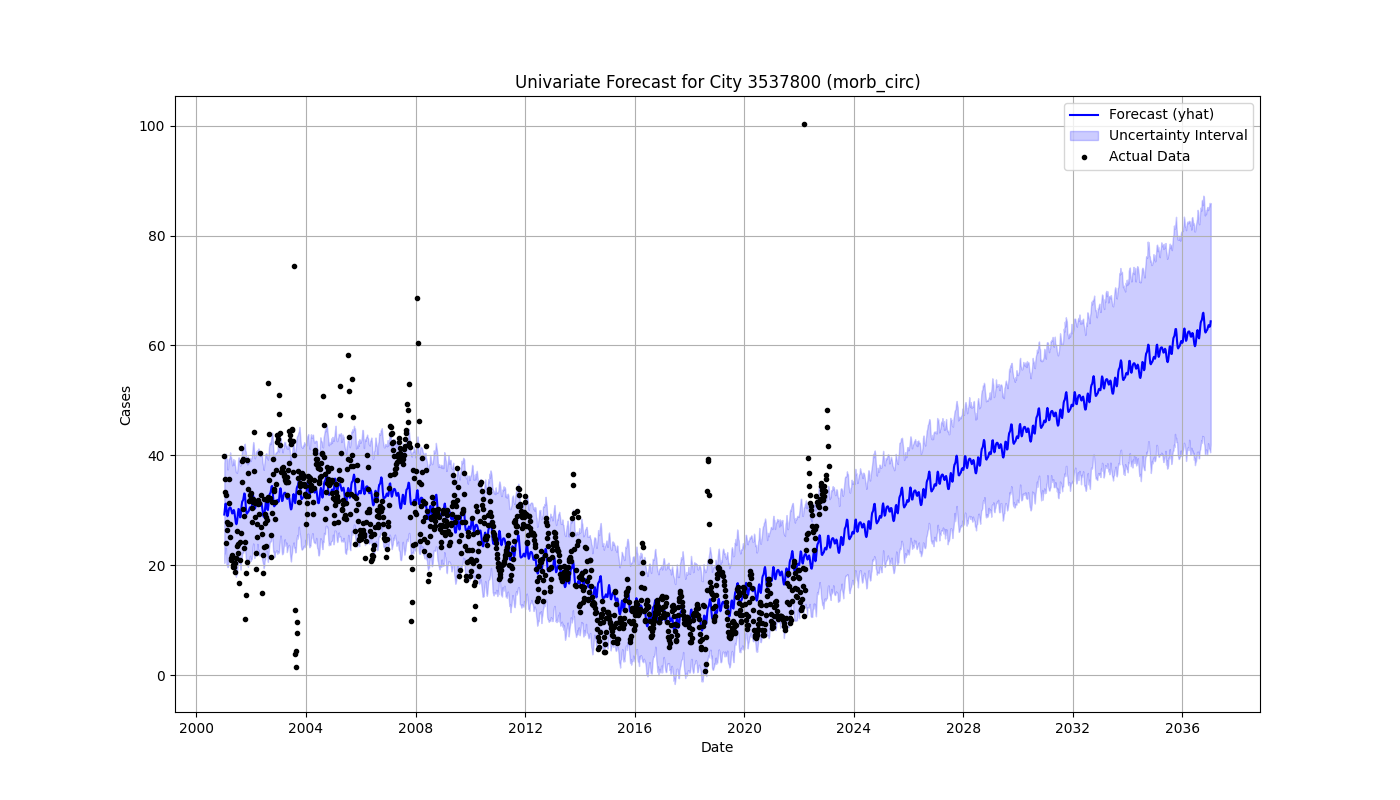 Univariate Forecast for City 3537800 (morb_circ)
Forecast (yhat)
Uncertainty Interval
Actual Data
Cases
100
80
60
40
20
0
2000 2004 2008 2012 2016 2020 2024 2028 2032 2036
Date